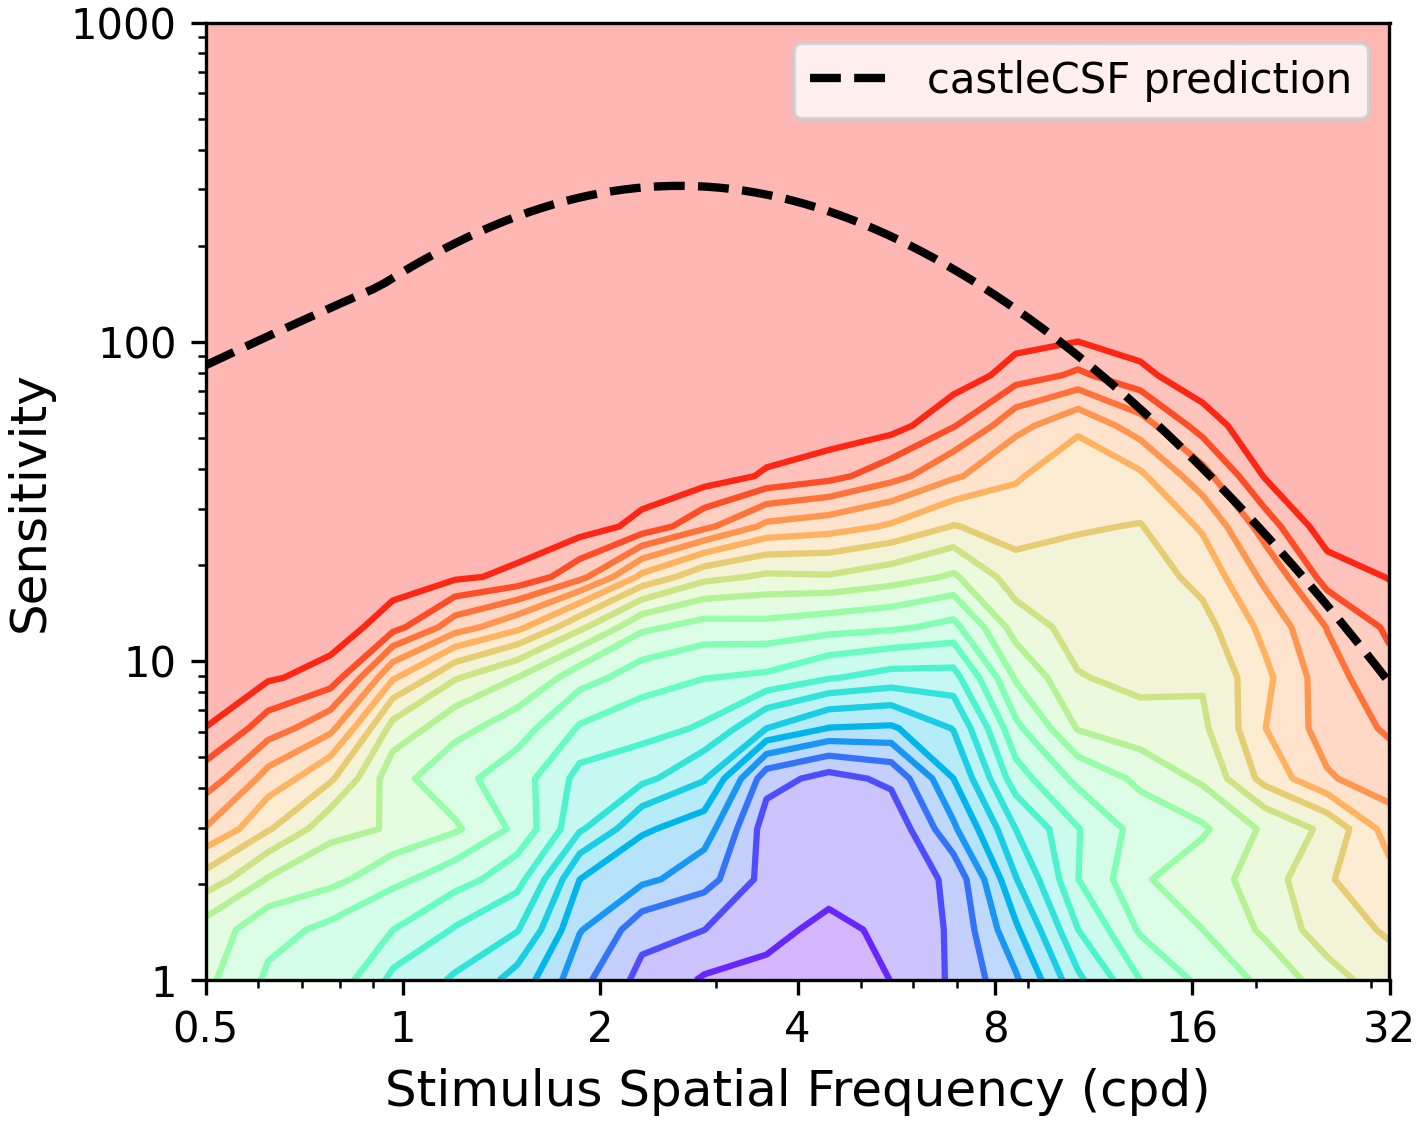 1000
castleCSF prediction
100
Sensitivity
10
1
0.5 1 2 4 8 16 32
Stimulus Spatial Frequency (cpd)